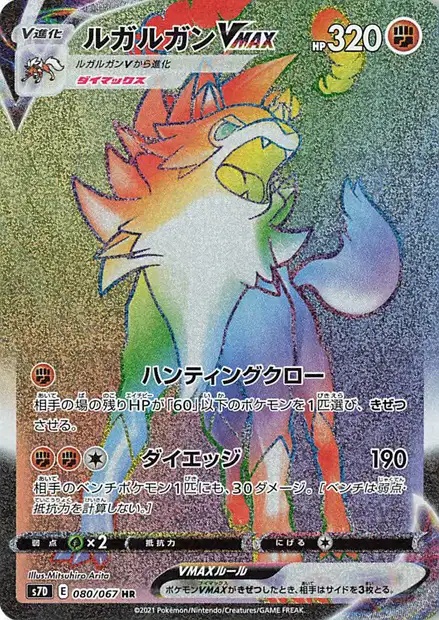 V進化
ルガルガンVMAX
HP320
ルガルガンVから進化
ダイマックス
ハンティングクロー
相手の場の残りHPが「60」以下のポケモンを1匹選び、きぜつ
させる。
ダイエッジ 190
相手のベンチポケモン1匹にも、30ダメージ。[ベンチは弱点・
抵抗力を計算しない。]
弱点 ×2 抵抗力 にげる
Illus.Mitsuhiro Arita
VMAXルール
s7D E 080/067 HR
ポケモンVMAXがきぜつしたとき、相手はサイドを3枚とる。
©2021 Pokémon/Nintendo/Creatures/GAME FREAK.